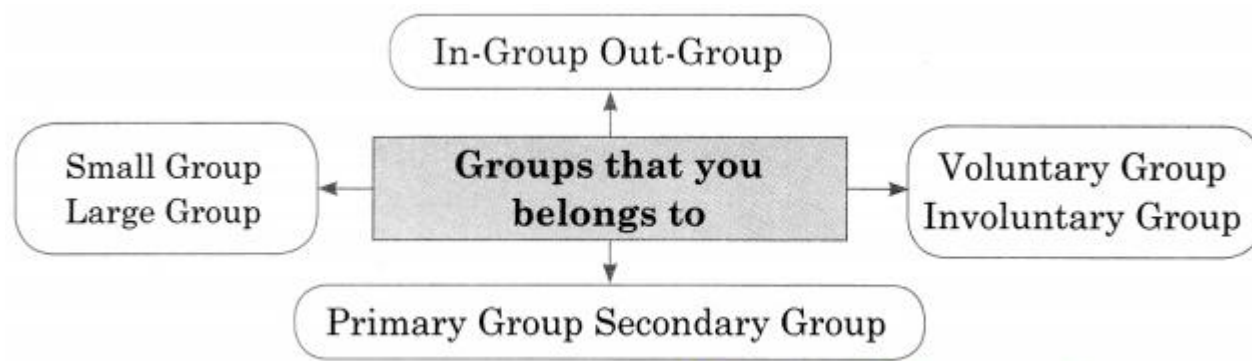 In-Group Out-Group
Small Group
Large Group
Groups that you
belongs to
Voluntary Group
Involuntary Group
Primary Group Secondary Group